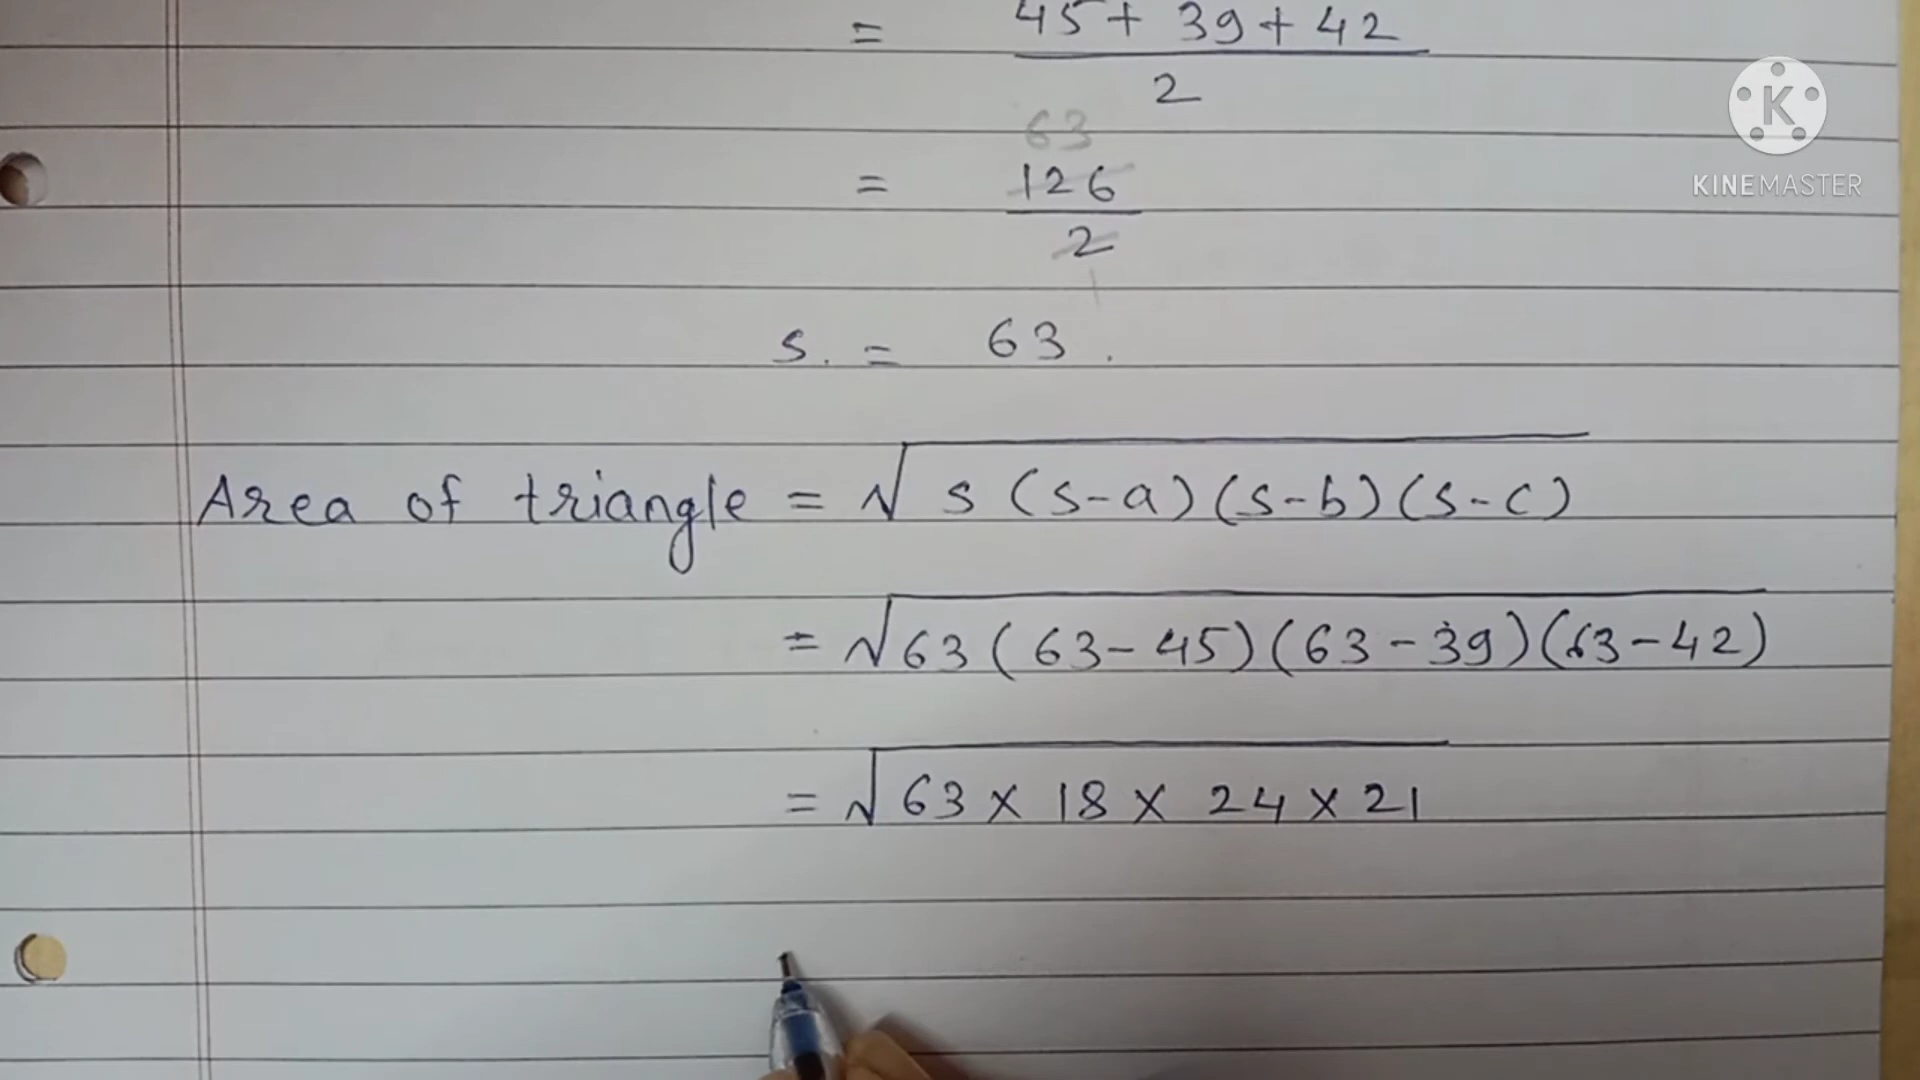 = 45 + 39 + 42
2
63
= 126
2
1
s. = 63.
Area of triangle = √ s (s-a) (s-b) (s-c)
= √63 (63 - 45) (63 - 39) (63 - 42)
= √63 × 18 × 24 × 21
K
KINEMASTER